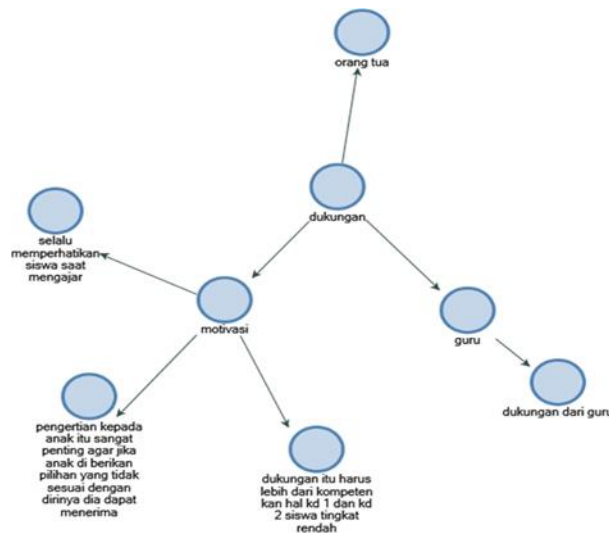 orang tua
dukungan
selalu
memperhatikan
siswa saat
mengajar
motivasi
guru
dukungan dari guru
pengertian kepada
anak itu sangat
penting agar jika
anak di berikan
pilihan yang tidak
sesuai dengan
dirinya dia dapat
menerima
dukungan itu harus
lebih dari kompeten
kan hal kd 1 dan kd
2 siswa tingkat
rendah